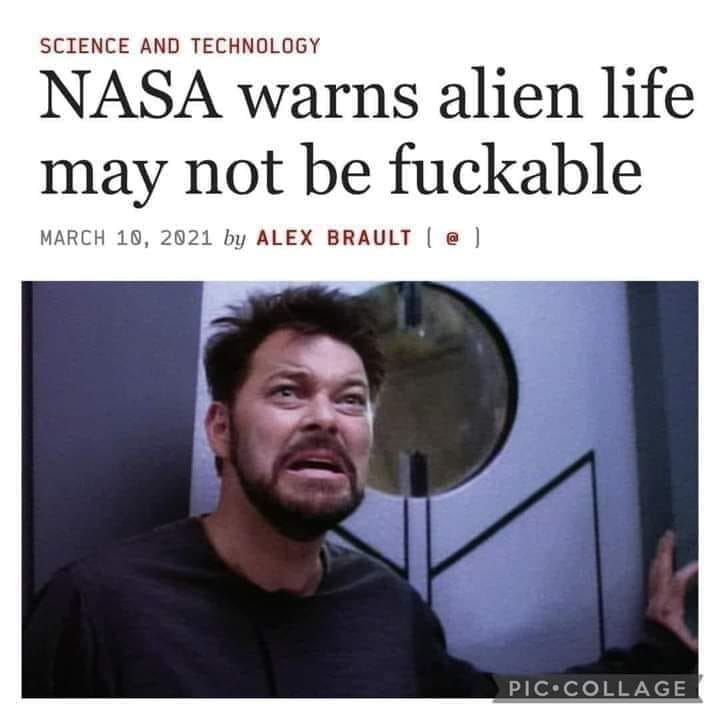 SCIENCE AND TECHNOLOGY
NASA warns alien life
may not be fuckable
MARCH 10, 2021 by ALEX BRAULT [ @ ]
PIC•COLLAGE